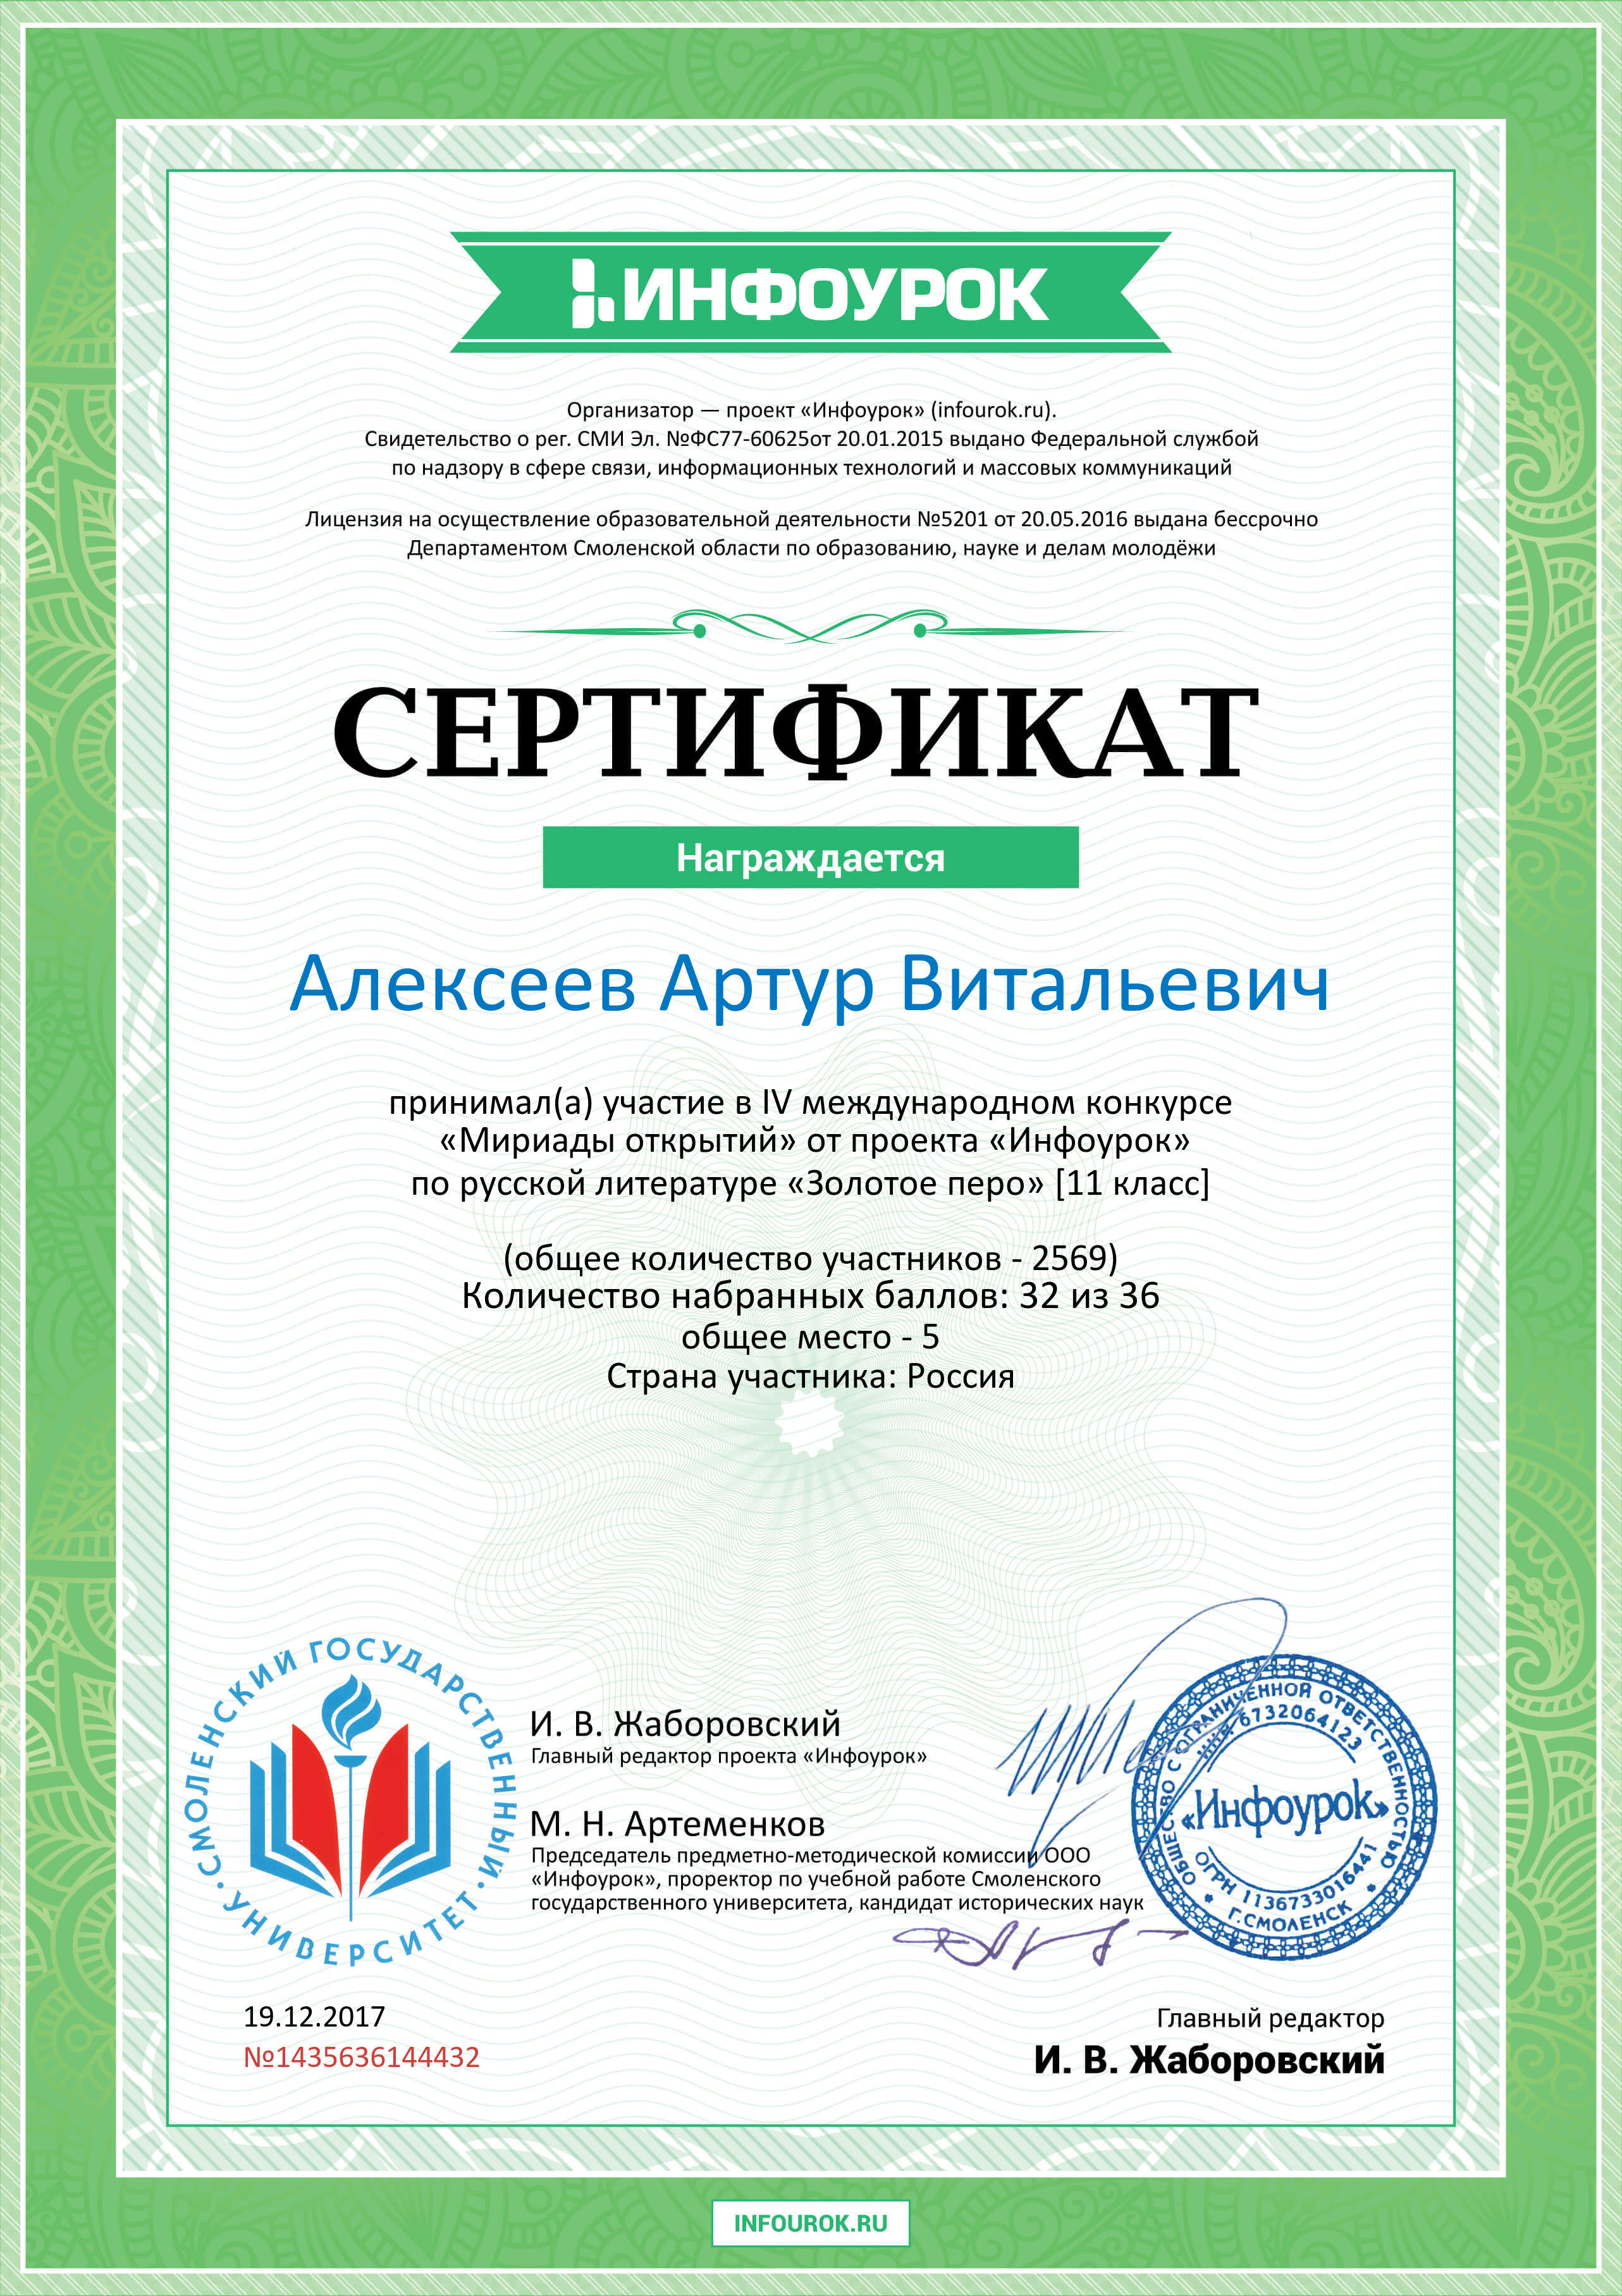 ИНФОУРОК
Организатор — проект «Инфоурок» (infourok.ru).
Свидетельство о рег. СМИ Эл. №ФС77-60625от 20.01.2015 выдано Федеральной службой
по надзору в сфере связи, информационных технологий и массовых коммуникаций
Лицензия на осуществление образовательной деятельности №5201 от 20.05.2016 выдана бессрочно
Департаментом Смоленской области по образованию, науке и делам молодёжи
СЕРТИФИКАТ
Награждается
Алексеев Артур Витальевич
принимал(а) участие в IV международном конкурсе
«Мириады открытий» от проекта «Инфоурок»
по русской литературе «Золотое перо» [11 класс]
(общее количество участников - 2569)
Количество набранных баллов: 32 из 36
общее место - 5
Страна участника: Россия
СМОЛЕНСКИЙ ГОСУДАРСТВЕННЫЙ
УНИВЕРСИТЕТ
И. В. Жаборовский
Главный редактор проекта «Инфоурок»
М. Н. Артеменков
Председатель предметно-методической комиссии ООО
«Инфоурок», проректор по учебной работе Смоленского
государственного университета, кандидат исторических наук
ОБЩЕСТВО С ОГРАНИЧЕННОЙ ОТВЕТСТВЕННОСТЬЮ
ИНН 6732064123
«Инфоурок»
ОГРН 1136733016441
Г.СМОЛЕНСК
19.12.2017
№1435636144432
Главный редактор
И. В. Жаборовский
INFOUROK.RU